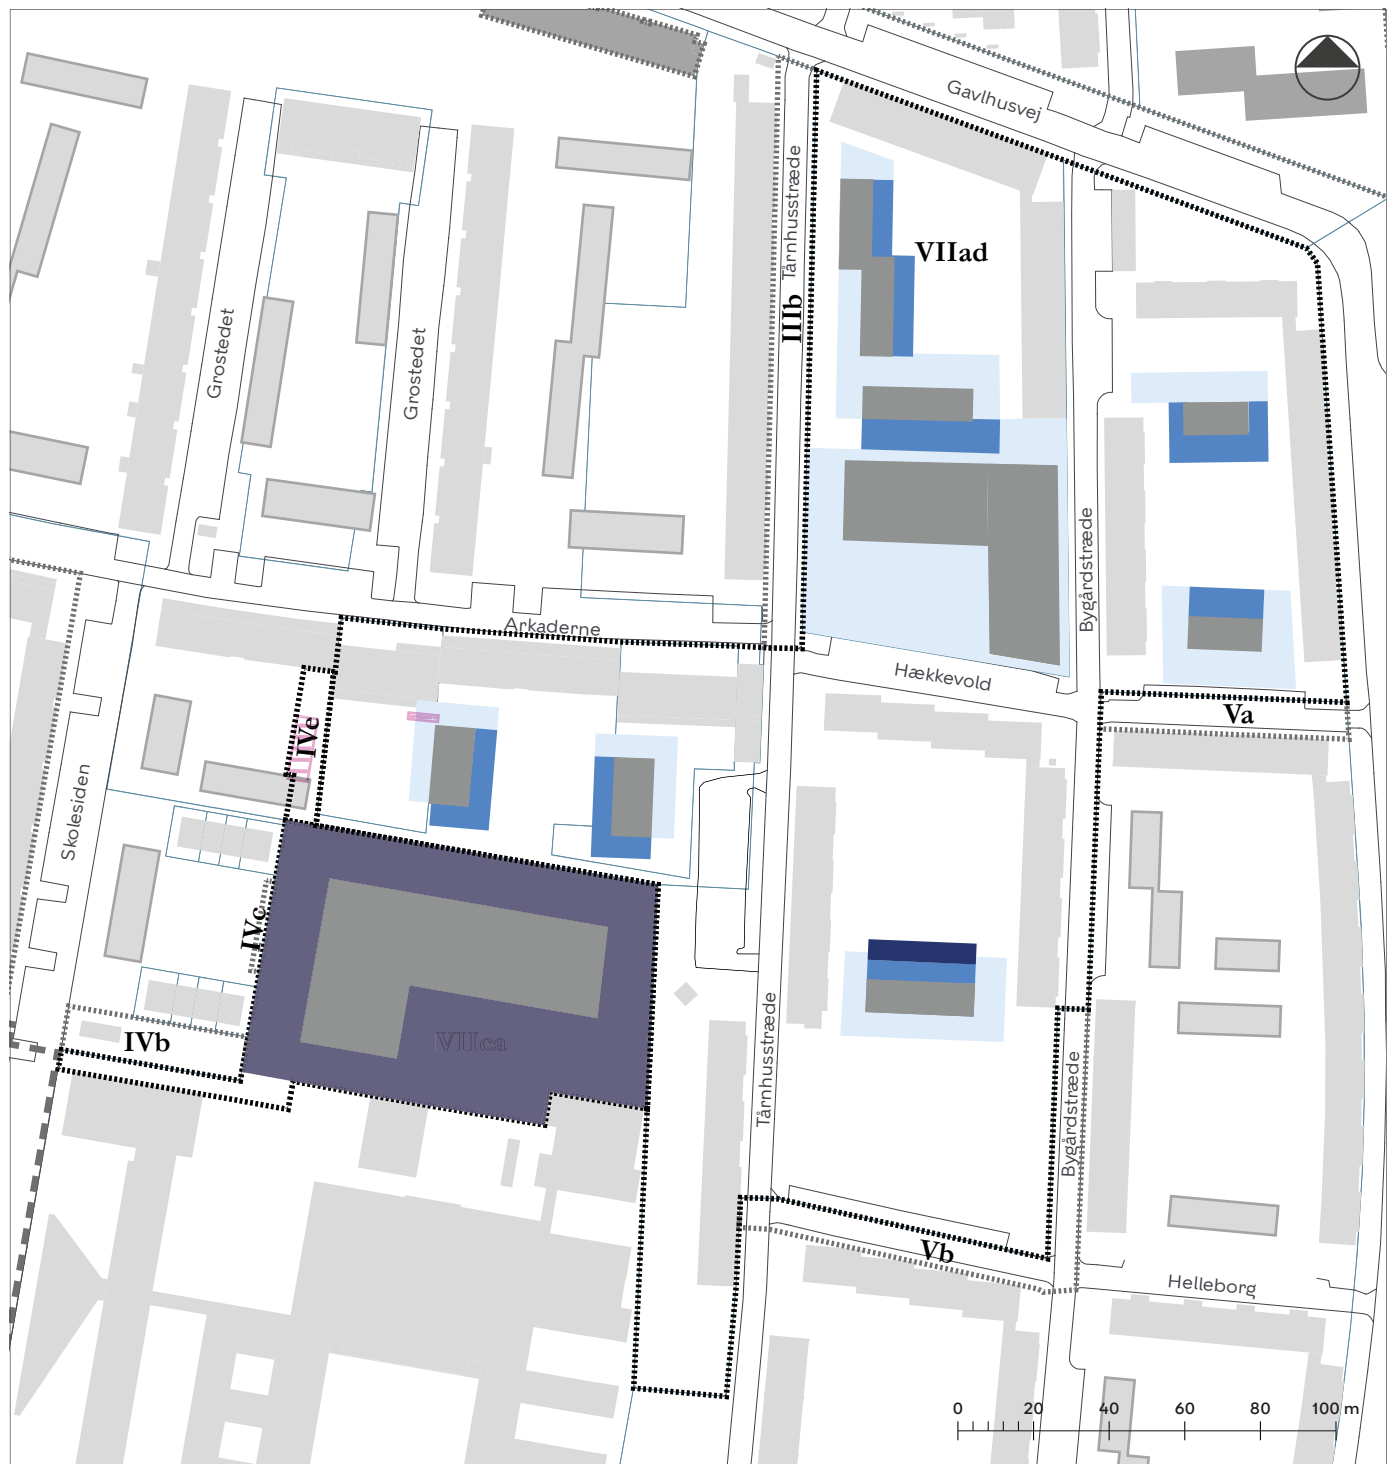 Gavlhusvej
Tårnhusstræde
VIIad
IIIb
Grostedet
Grostedet
Bygårdstræde
Arkaderne
Hækkevold
Va
IVe
Skolesiden
IVc
VIIca
IVb
Tårnhusstræde
Bygårdstræde
Vb
Helleborg
0 20 40 60 80 100 m